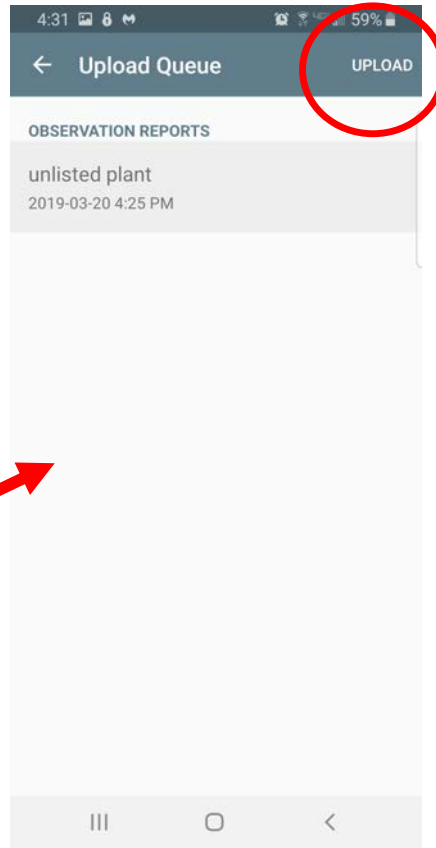 4:31 59%
Upload Queue UPLOAD
OBSERVATION REPORTS
unlisted plant
2019-03-20 4:25 PM